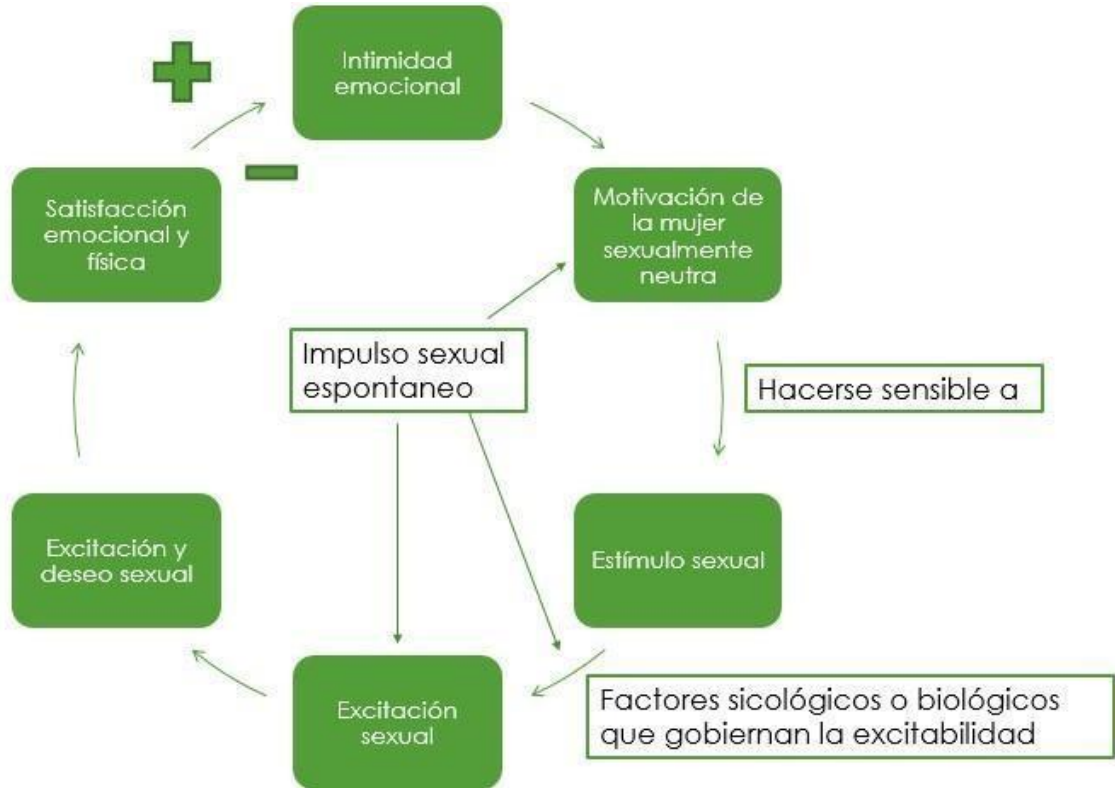 Intimidad
emocional
Motivación de
la mujer
sexualmente
neutra
Hacerse sensible a
Estímulo sexual
Factores sicológicos o biológicos
que gobiernan la excitabilidad
Excitación
sexual
Excitación y
deseo sexual
Satisfacción
emocional y
física
Impulso sexual
espontaneo